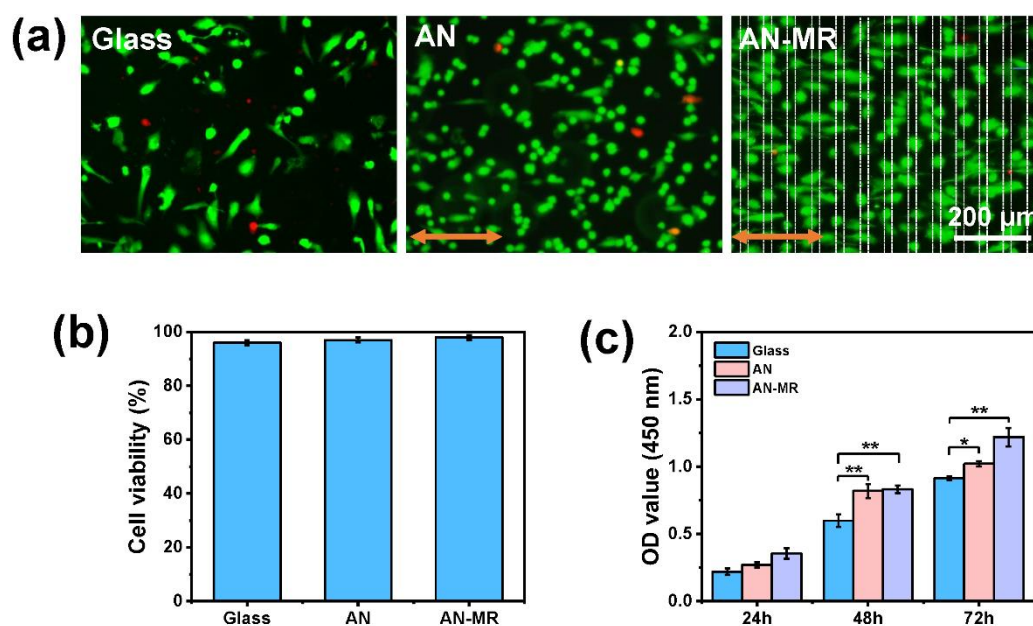 (a)
Glass
AN
AN-MR
200 μm
(b)
Cell viability (%)
100
80
60
40
20
0
Glass
AN
AN-MR
(c)
OD value (450 nm)
2.0
1.5
1.0
0.5
0.0
Glass
AN
AN-MR
**
**
*
**
24h
48h
72h